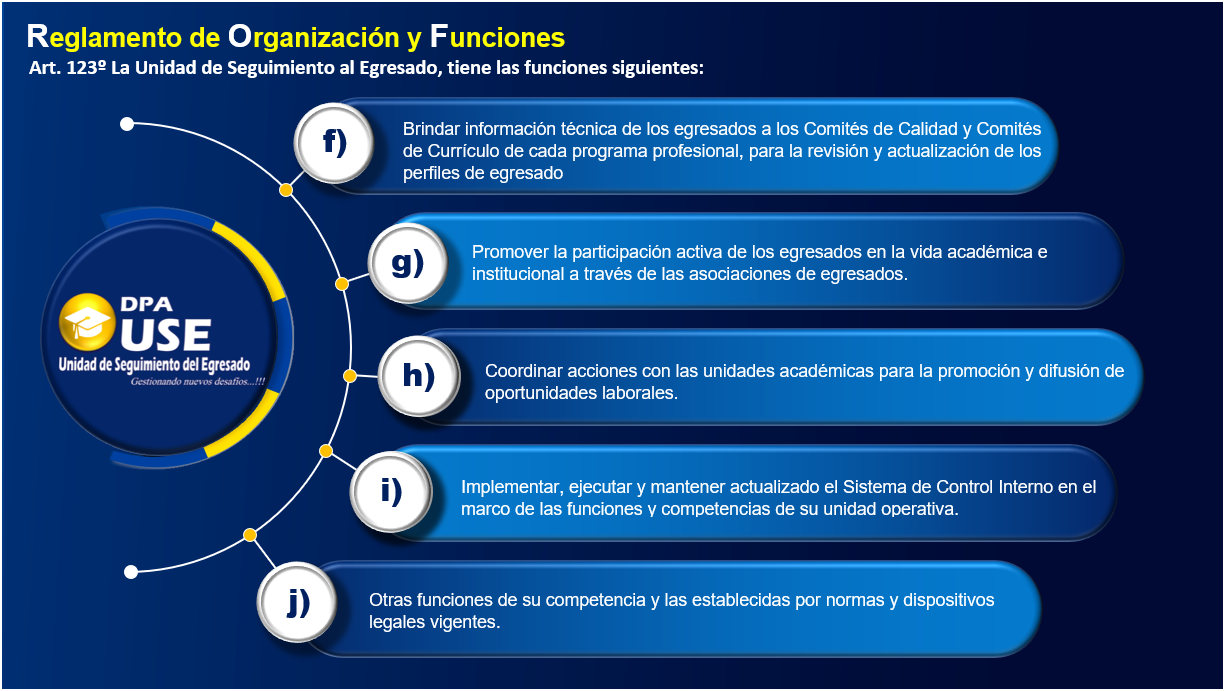 Reglamento de Organización y Funciones
Art. 123º La Unidad de Seguimiento al Egresado, tiene las funciones siguientes:
f)
Brindar información técnica de los egresados a los Comités de Calidad y Comités
de Currículo de cada programa profesional, para la revisión y actualización de los
perfiles de egresado
g)
Promover la participación activa de los egresados en la vida académica e
institucional a través de las asociaciones de egresados.
DPA
USE
Unidad de Seguimiento del Egresado
Gestionando nuevos desafíos...!!!
h)
Coordinar acciones con las unidades académicas para la promoción y difusión de
oportunidades laborales.
i)
Implementar, ejecutar y mantener actualizado el Sistema de Control Interno en el
marco de las funciones y competencias de su unidad operativa.
j)
Otras funciones de su competencia y las establecidas por normas y dispositivos
legales vigentes.